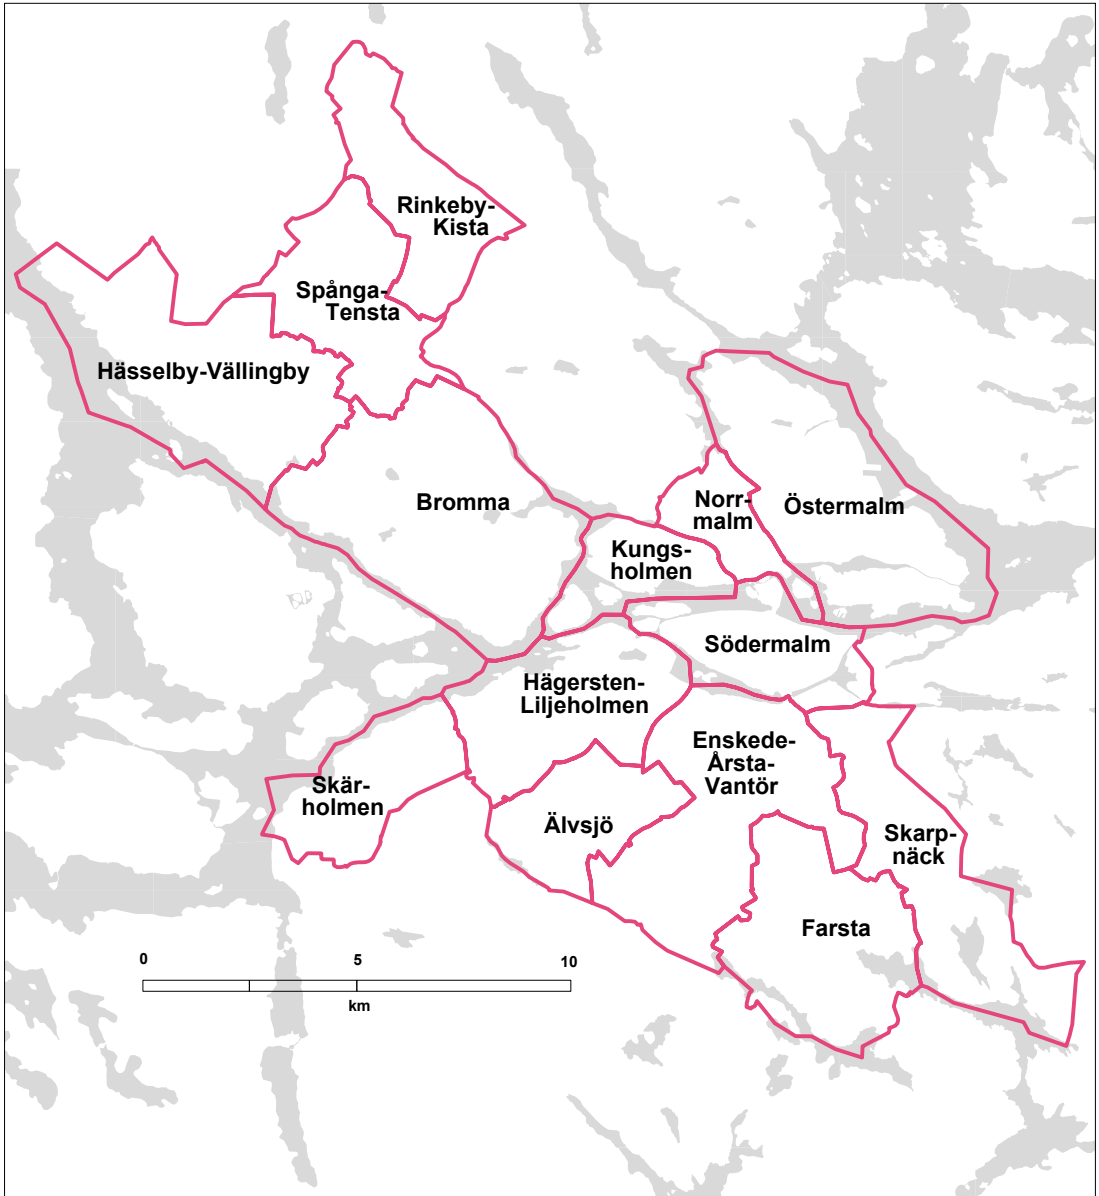 Rinkeby-
Kista
Spånga-
Tensta
Hässelby-Vällingby
Bromma
Norr-
malm
Östermalm
Kungs-
holmen
Södermalm
Hägersten-
Liljeholmen
Enskede-
Årsta-
Vantör
Skär-
holmen
Älvsjö
Skarp-
näck
Farsta
0 5 10
km